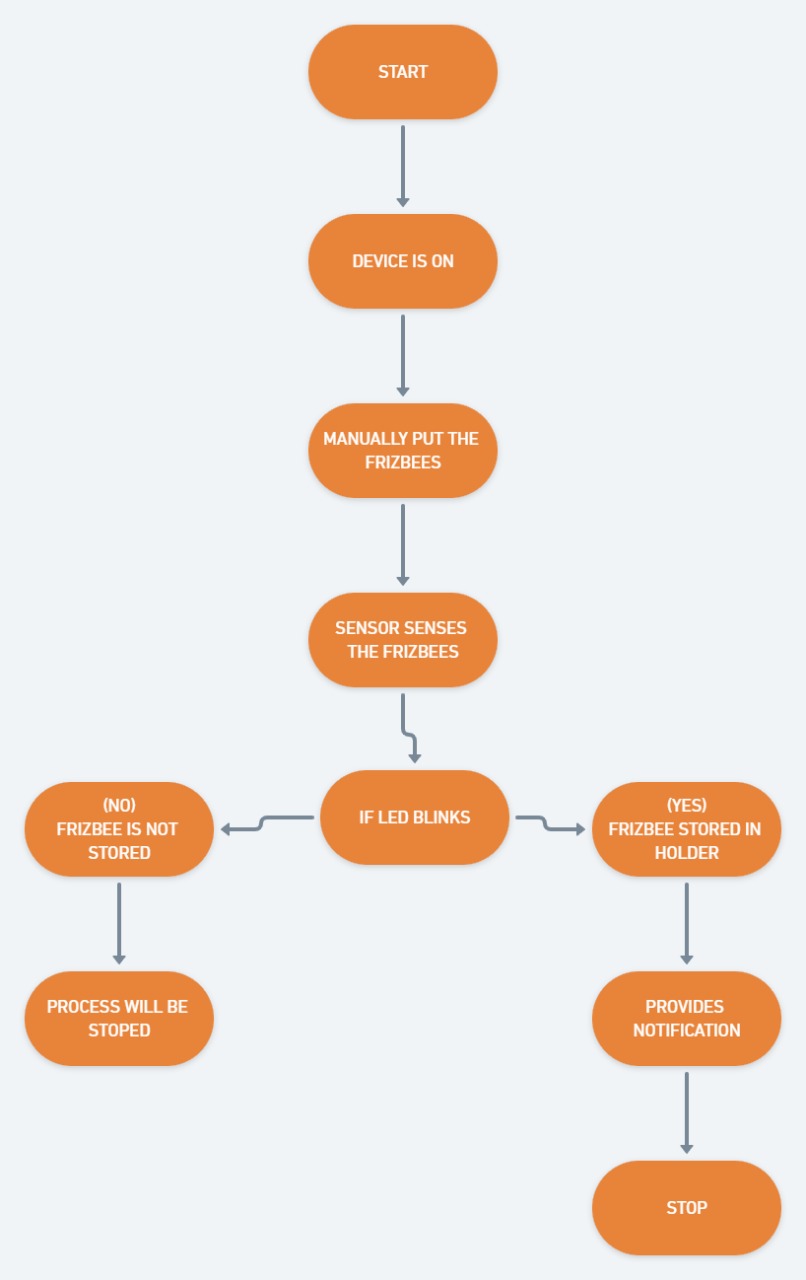 START
DEVICE IS ON
MANUALLY PUT THE
FRIZBEES
SENSOR SENSES
THE FRIZBEES
IF LED BLINKS
(NO)
FRIZBEE IS NOT
STORED
(YES)
FRIZBEE STORED IN
HOLDER
PROCESS WILL BE
STOPED
PROVIDES
NOTIFICATION
STOP